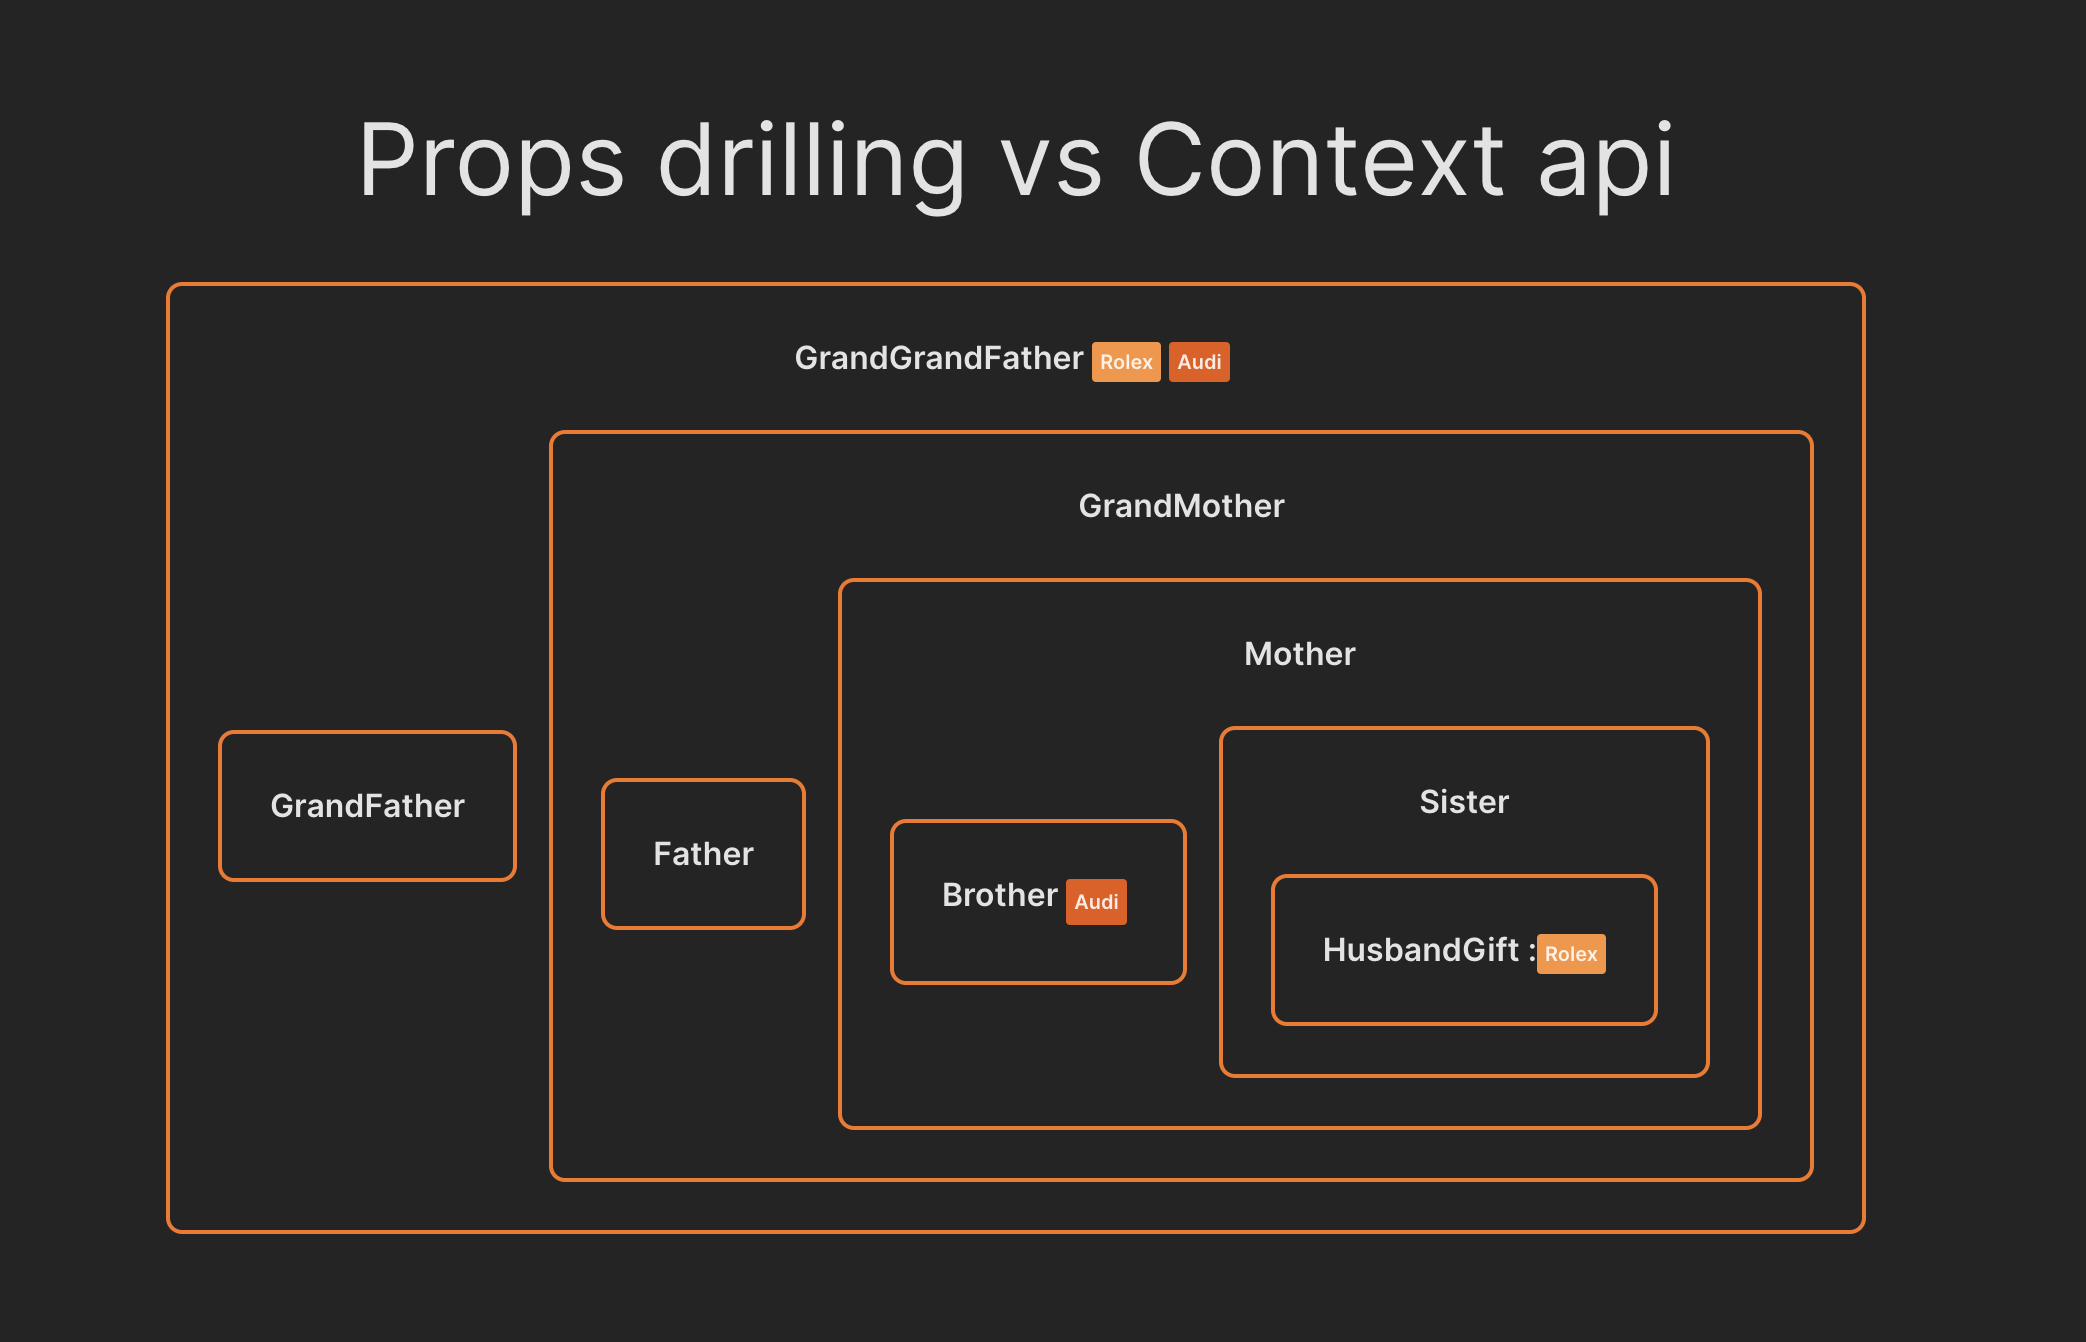 Props drilling vs Context api
GrandGrandFather Rolex Audi
GrandMother
Mother
GrandFather
Father
Brother Audi
Sister
HusbandGift :Rolex